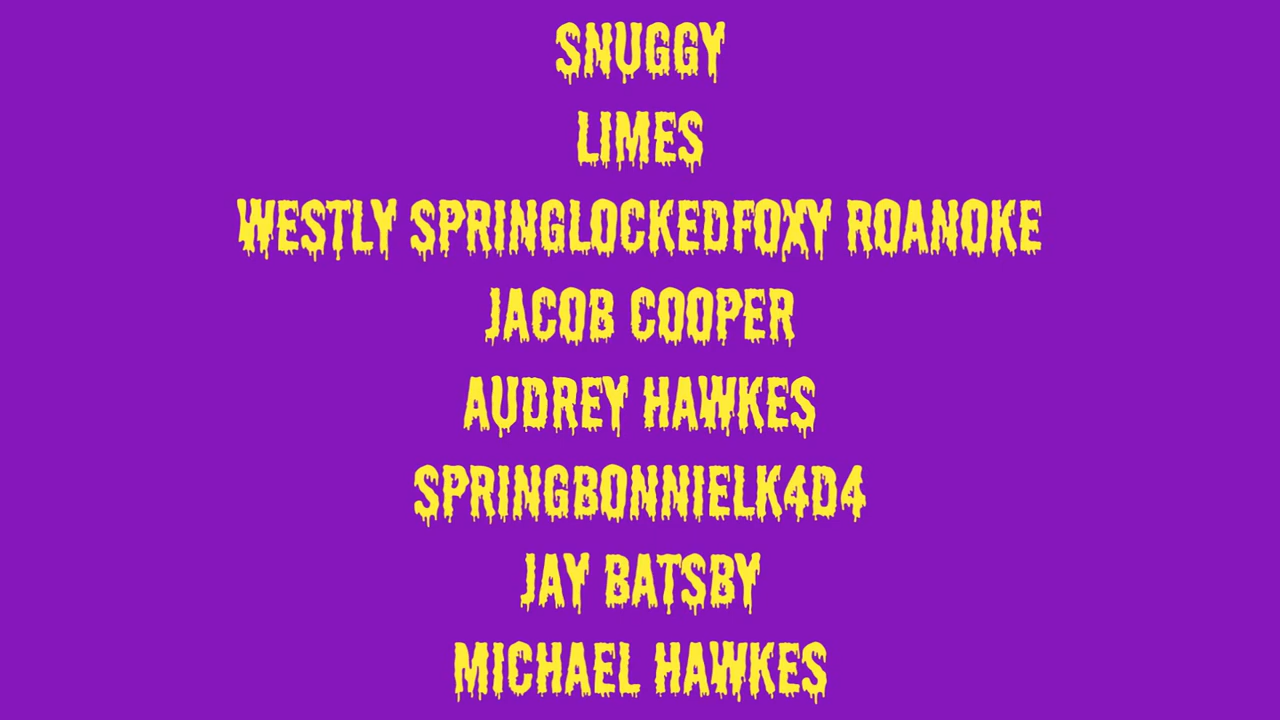 SNUGGY
LIMES
WESTLY SPRINGLOCKEDFOXY ROANOKE
JACOB COOPER
AUDREY HAWKES
SPRINGBONNIELK4D4
JAY BATSBY
MICHAEL HAWKES